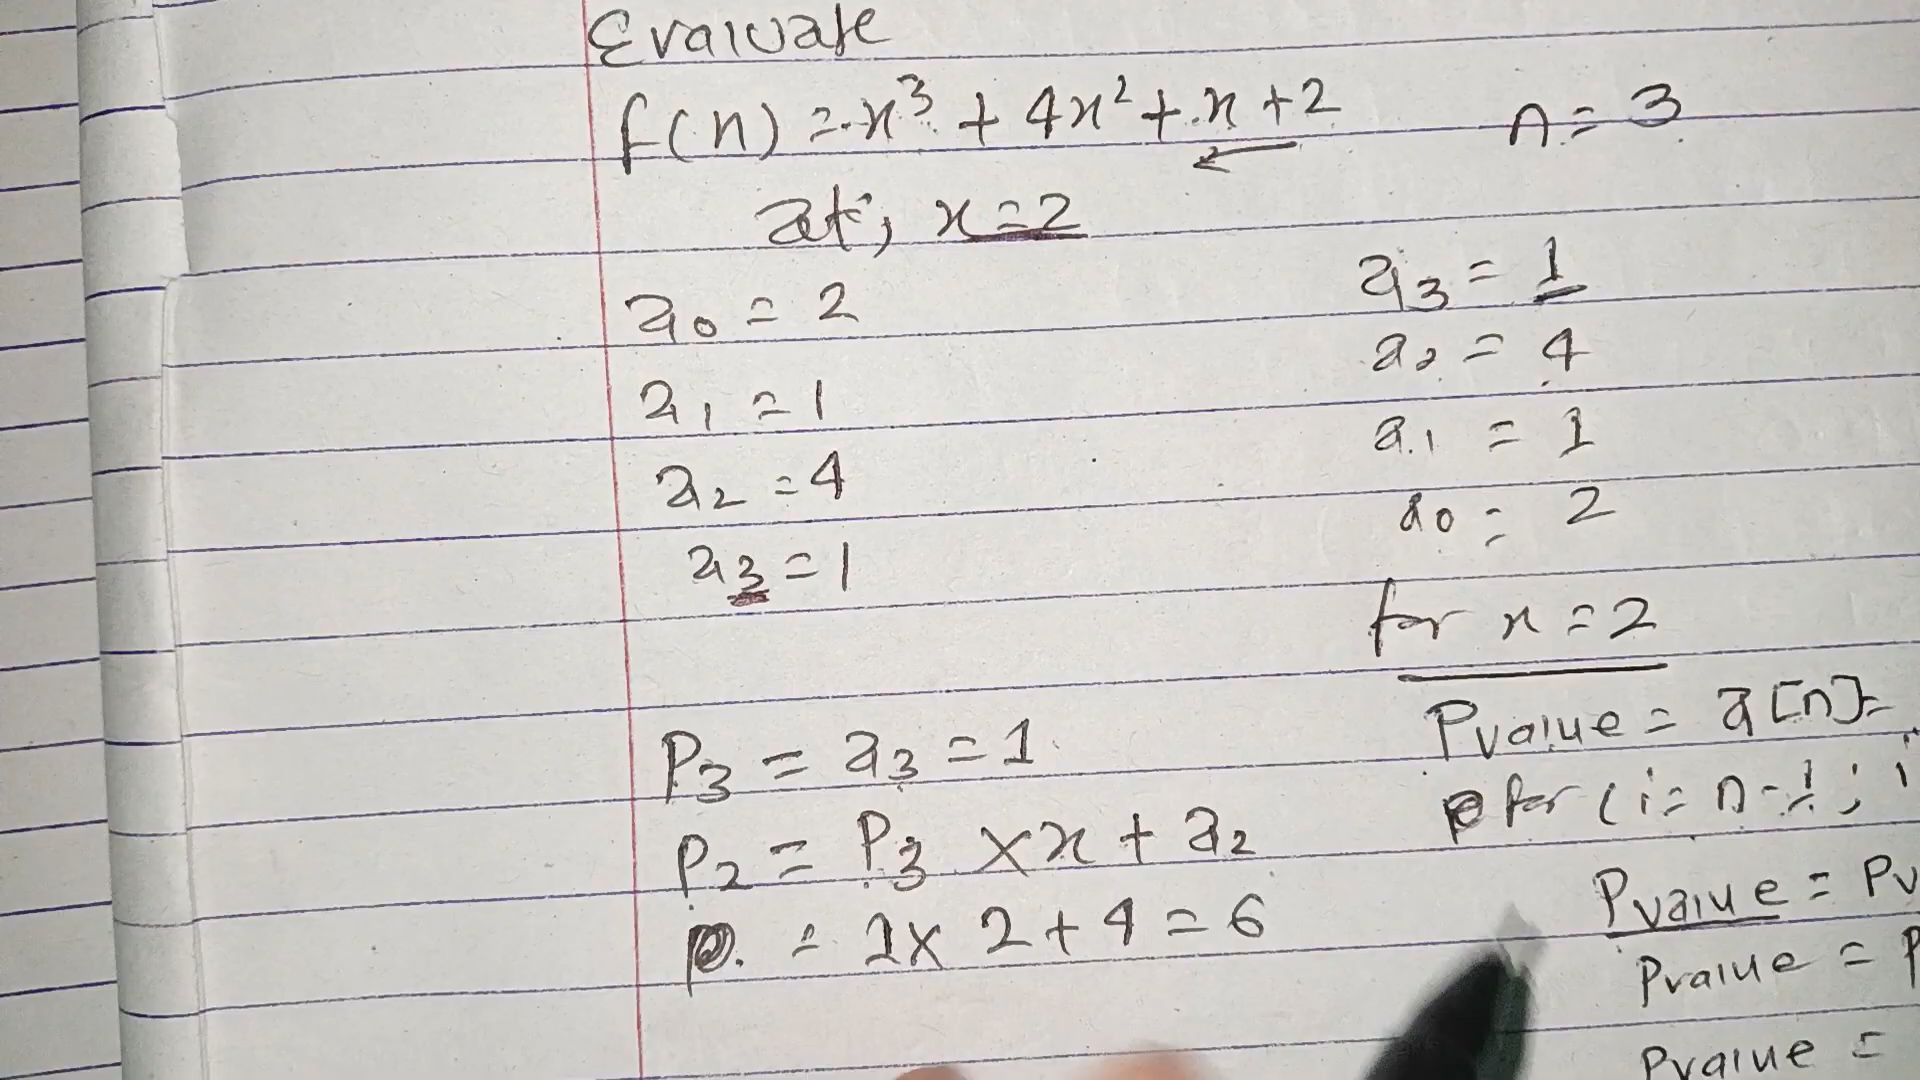 Evaluate
f(x) = x³ + 4x² + x + 2 n = 3
at, x = 2
a₀ = 2
a₁ = 1
a₂ = 4
a₃ = 1
P₃ = a₃ = 1
P₂ = P₃ × x + a₂
= 1 × 2 + 4 = 6
a₃ = 1
a₂ = 4
a₁ = 1
a₀ = 2
for x = 2
Pvalue = a[n] =
for (i = n-1; i
Pvalue = Pv
Pvalue = P
Pvalue =